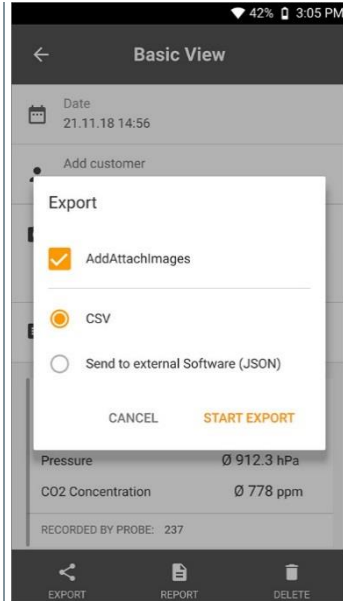 42% 3:05 PM
Basic View
Date
21.11.18 14:56
Add customer
Export
AddAttachImages
CSV
Send to external Software (JSON)
CANCEL START EXPORT
Pressure Ø 912.3 hPa
CO2 Concentration Ø 778 ppm
RECORDED BY PROBE: 237
EXPORT REPORT DELETE